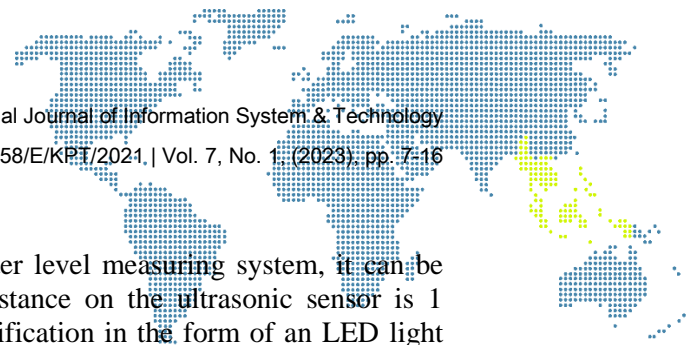 al Journal of Information System & Technology
58/E/KPT/2021 | Vol. 7, No. 1, (2023), pp. 7-16
er level measuring system, it can be
stance on the ultrasonic sensor is 1
ification in the form of an LED light